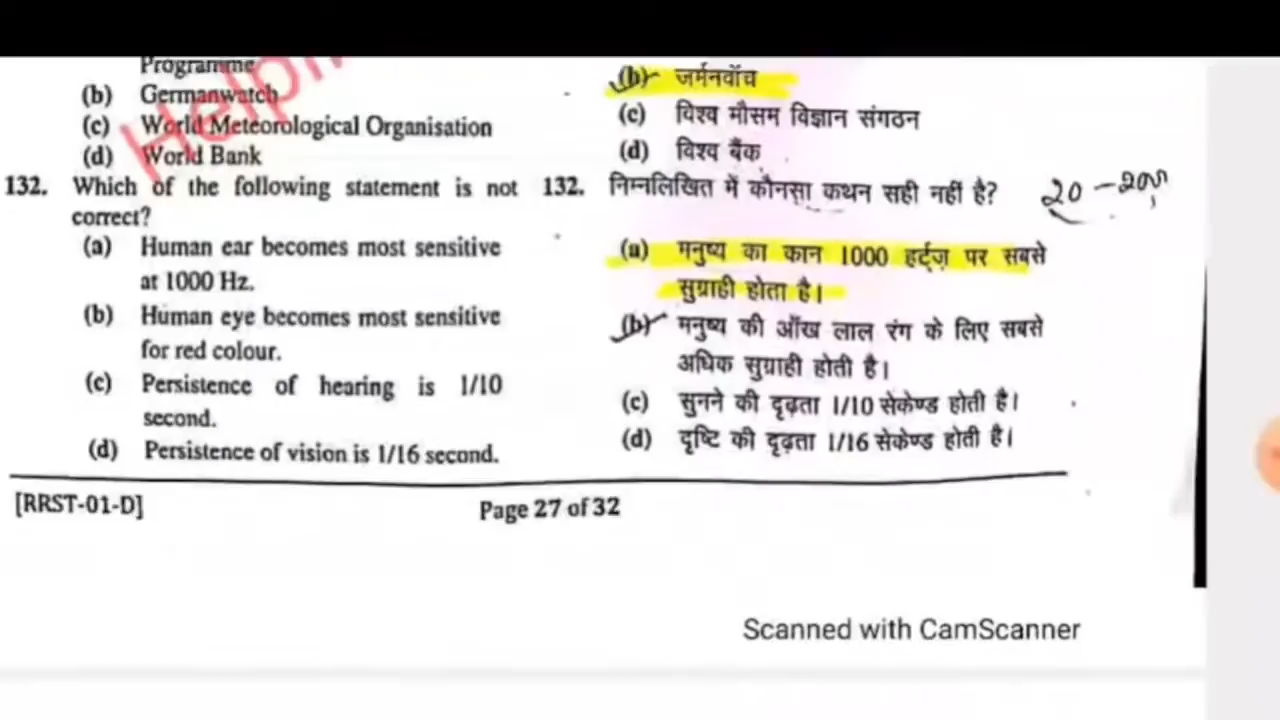 Programme
(b) Germanwatch
(c) World Meteorological Organisation
(d) World Bank
132. Which of the following statement is not
correct?
(a) Human ear becomes most sensitive
at 1000 Hz.
(b) Human eye becomes most sensitive
for red colour.
(c) Persistence of hearing is 1/10
second.
(d) Persistence of vision is 1/16 second.
(b) जर्मनवॉच
(c) विश्व मौसम विज्ञान संगठन
(d) विश्व बैंक
132. निम्नलिखित में कौनसा कथन सही नहीं है?
20 –
(a) मनुष्य का कान 1000 हर्ट्ज़ पर सबसे
सुग्राही होता है।
(b) मनुष्य की आँख लाल रंग के लिए सबसे
अधिक सुग्राही होती है।
(c) सुनने की दृढ़ता 1/10 सेकेण्ड होती है।
(d) दृष्टि की दृढ़ता 1/16 सेकेण्ड होती है।
[RRST-01-D]
Page 27 of 32
Scanned with CamScanner